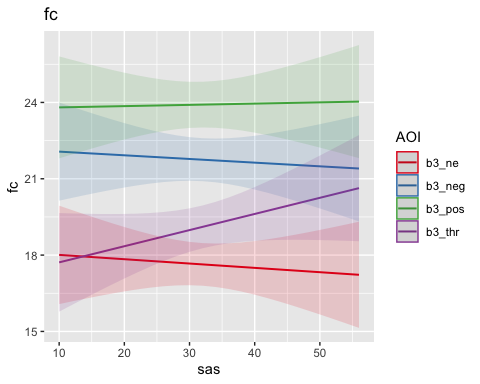 fc
fc
24
21
18
15
10
20
30
40
50
sas
AOI
b3_ne
b3_neg
b3_pos
b3_thr